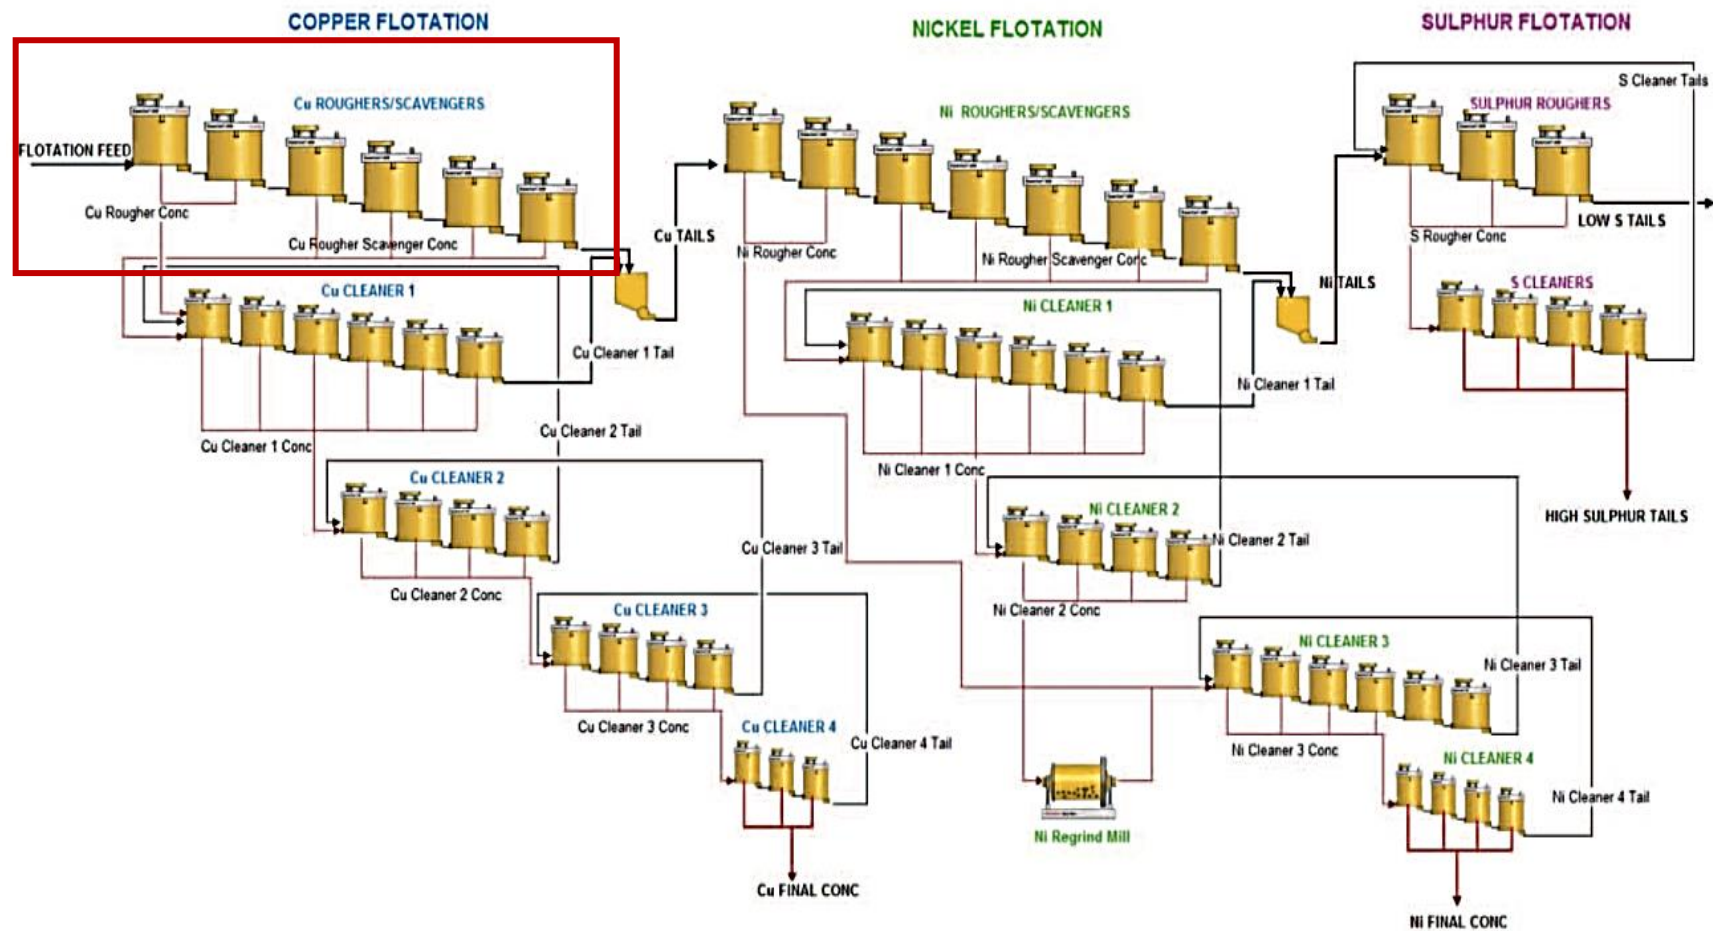 COPPER FLOTATION
NICKEL FLOTATION
SULPHUR FLOTATION
Cu ROUGHERS/SCAVENGERS
FLOTATION FEED
Cu Rougher Conc
Cu Rougher Scavenger Conc
Cu TAILS
Cu CLEANER 1
Cu Cleaner 1 Tail
Cu Cleaner 1 Conc
Cu Cleaner 2 Tail
Cu CLEANER 2
Cu Cleaner 2 Conc
Cu Cleaner 3 Tail
Cu CLEANER 3
Cu Cleaner 3 Conc
Cu CLEANER 4
Cu Cleaner 4 Tail
Cu FINAL CONC
Ni ROUGHERS/SCAVENGERS
Ni Rougher Conc
Ni Rougher Scavenger Conc
Ni TAILS
Ni CLEANER 1
Ni Cleaner 1 Tail
Ni Cleaner 1 Conc
Ni CLEANER 2
Ni Cleaner 2 Tail
Ni Cleaner 2 Conc
Ni CLEANER 3
Ni Cleaner 3 Tail
Ni Cleaner 3 Conc
Ni CLEANER 4
Ni Cleaner 4 Tail
Ni Regrind Mill
Ni FINAL CONC
S Cleaner Tails
SULPHUR ROUGHERS
LOW S TAILS
S Rougher Conc
S CLEANERS
HIGH SULPHUR TAILS